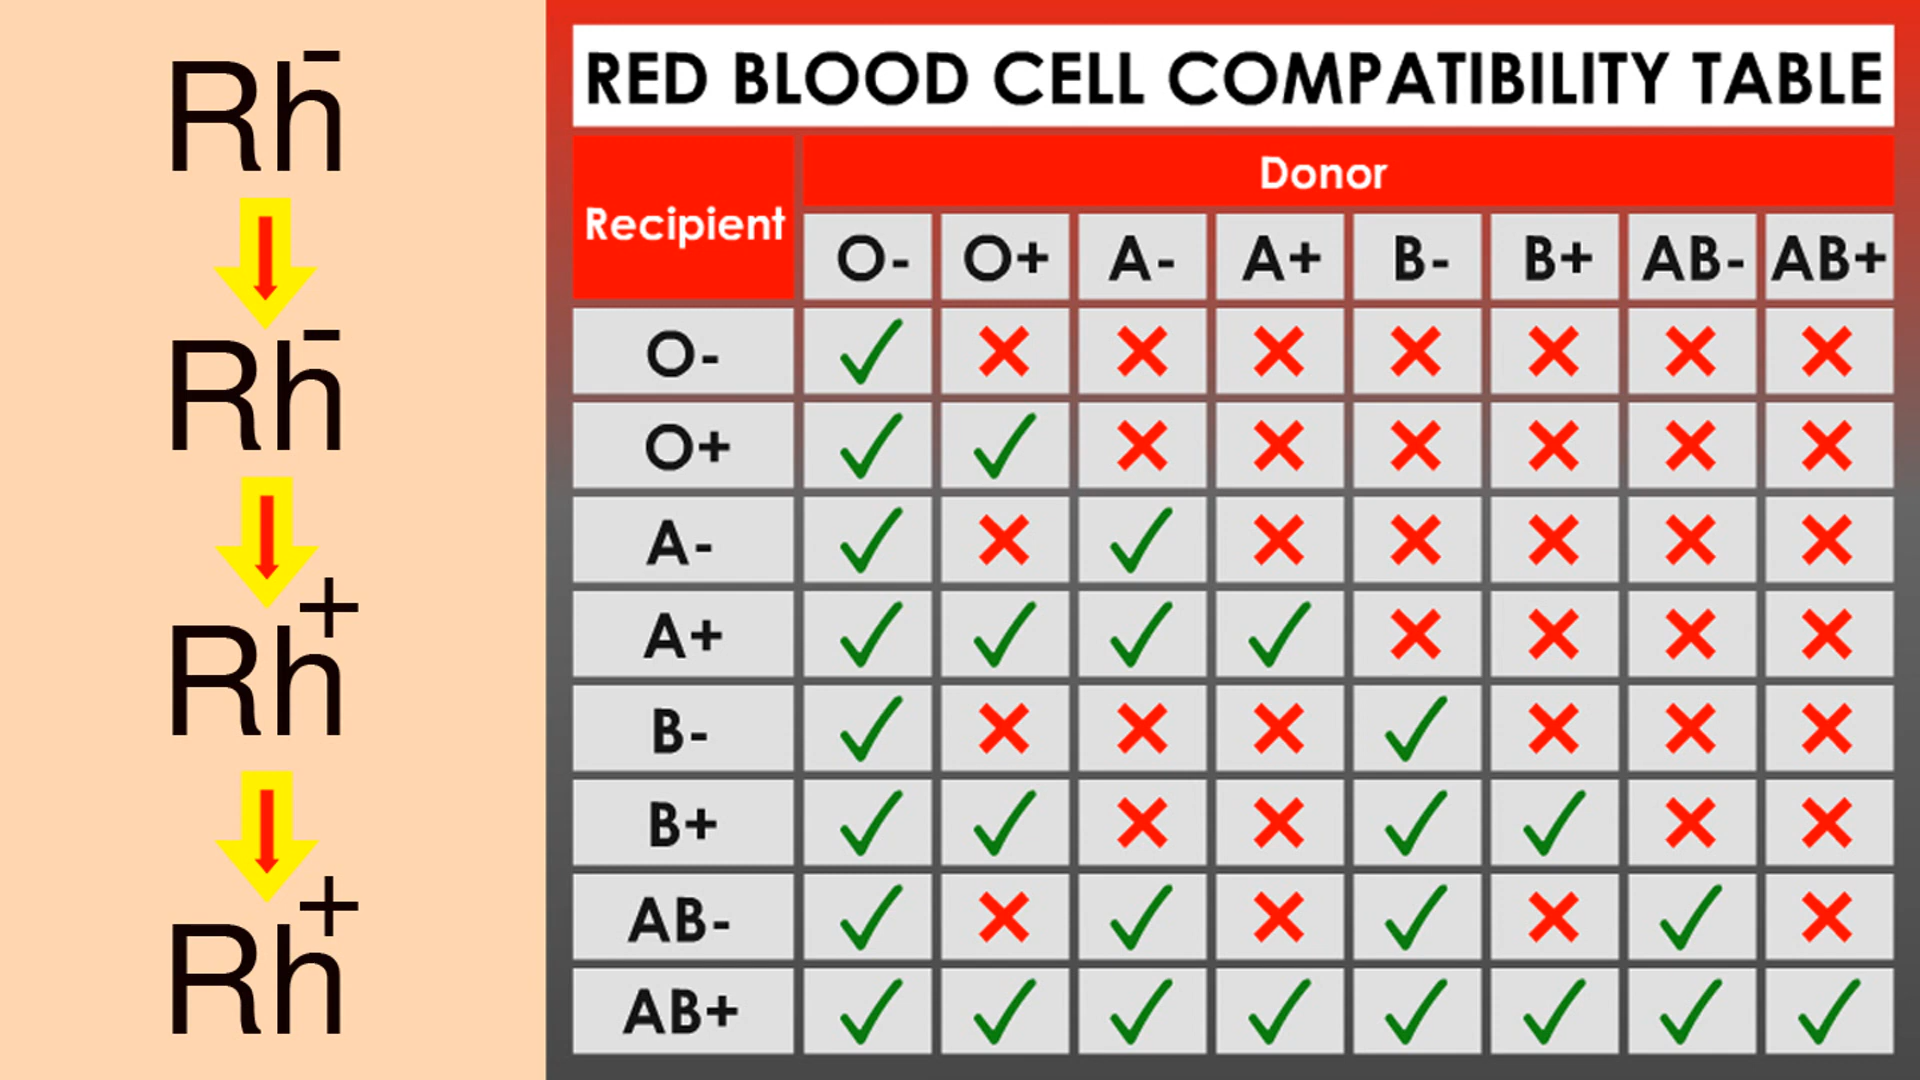 Rh-
Rh-
Rh+
Rh+
RED BLOOD CELL COMPATIBILITY TABLE
Recipient
Donor
O- O+ A- A+ B- B+ AB- AB+
O- ✓ ✕ ✕ ✕ ✕ ✕ ✕ ✕
O+ ✓ ✓ ✕ ✕ ✕ ✕ ✕ ✕
A- ✓ ✕ ✓ ✕ ✕ ✕ ✕ ✕
A+ ✓ ✓ ✓ ✓ ✕ ✕ ✕ ✕
B- ✓ ✕ ✕ ✕ ✓ ✕ ✕ ✕
B+ ✓ ✓ ✕ ✕ ✓ ✓ ✕ ✕
AB- ✓ ✕ ✓ ✕ ✓ ✕ ✓ ✕
AB+ ✓ ✓ ✓ ✓ ✓ ✓ ✓ ✓